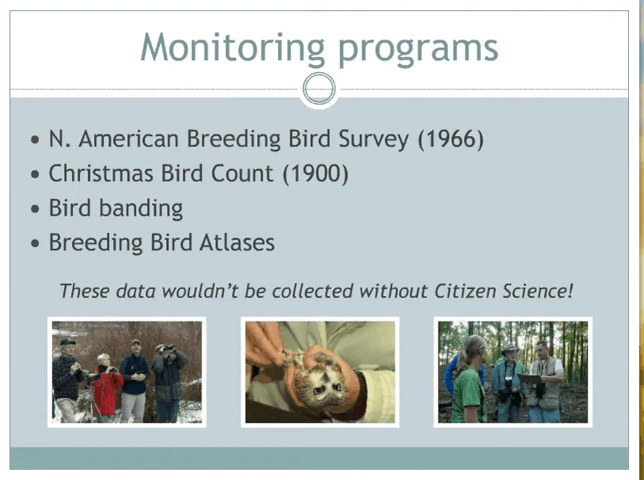 Monitoring programs
• N. American Breeding Bird Survey (1966)
• Christmas Bird Count (1900)
• Bird banding
• Breeding Bird Atlases
These data wouldn't be collected without Citizen Science!